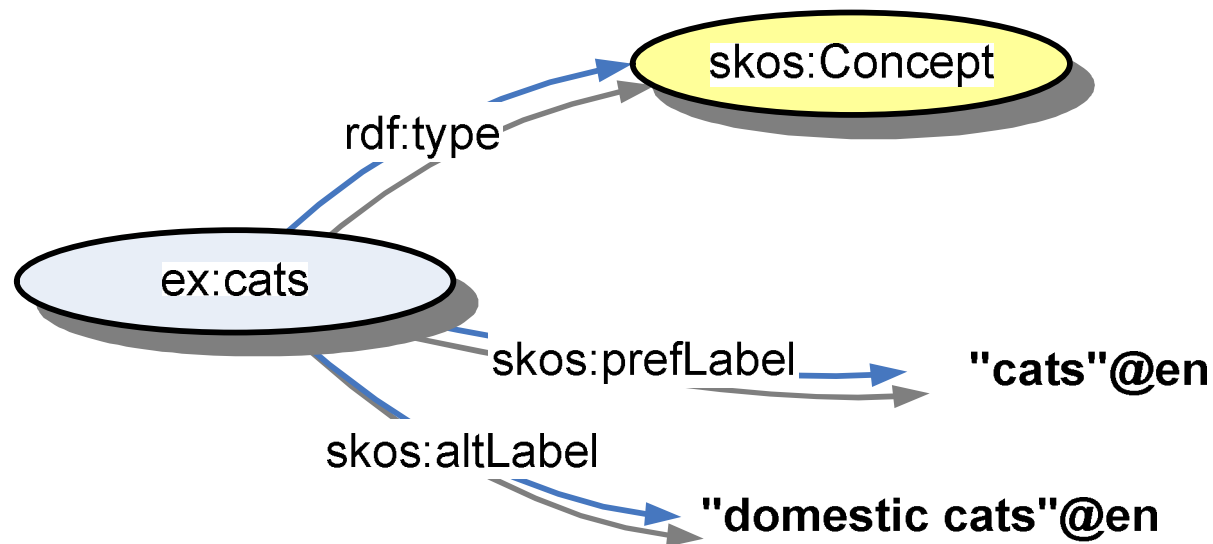 skos:Concept
rdf:type
ex:cats
skos:prefLabel
"cats"@en
skos:altLabel
"domestic cats"@en